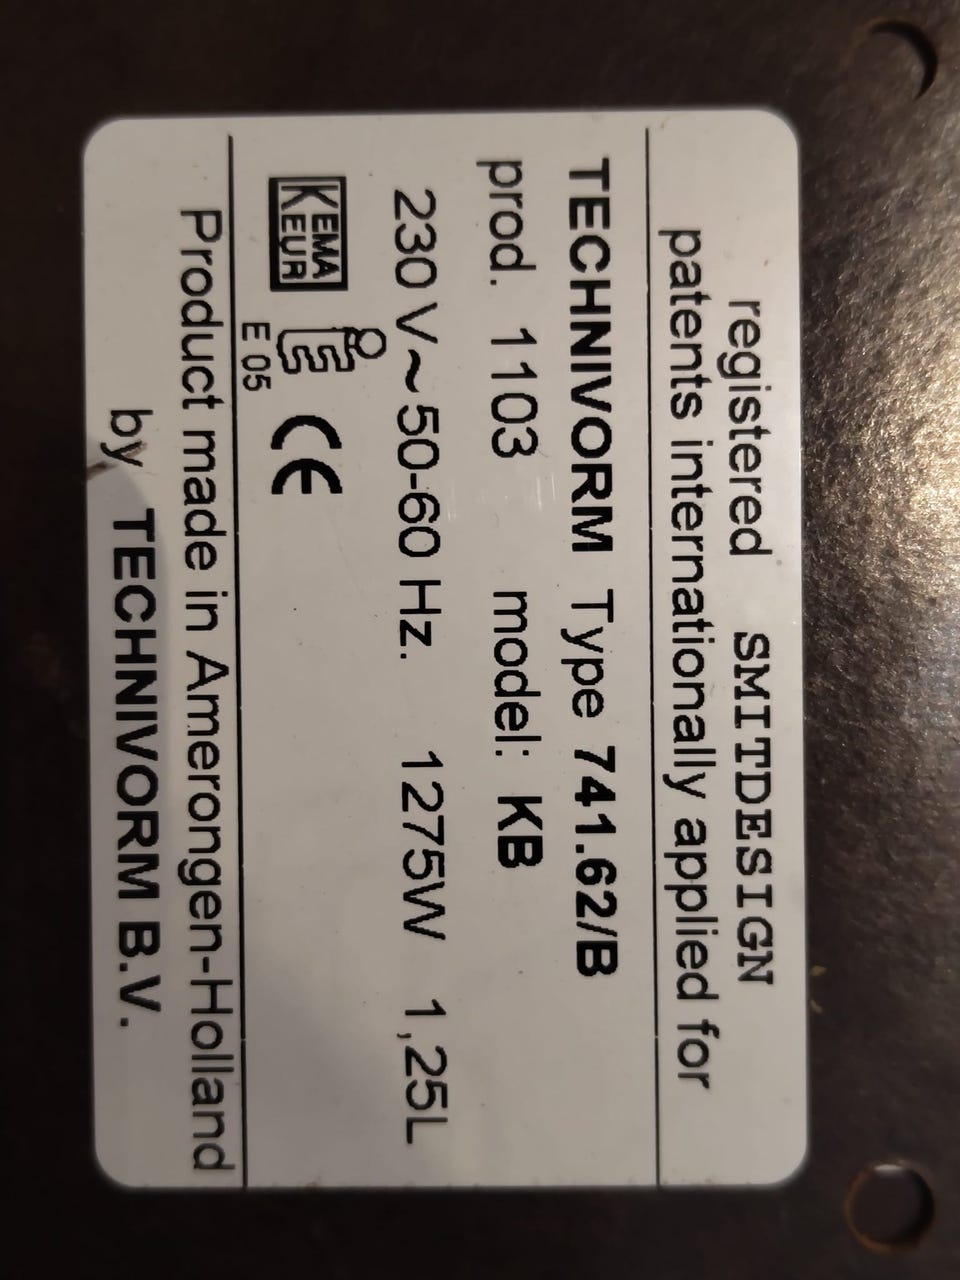 registered SMITDESIGN
patents internationally applied for
TECHNIVORM Type 741.62/B
prod. 1103 model: KB
230 V~50-60 Hz. 1275W 1,25L
KEMA KEUR
E 05
CE
Product made in Amerongen-Holland
by TECHNIVORM B.V.